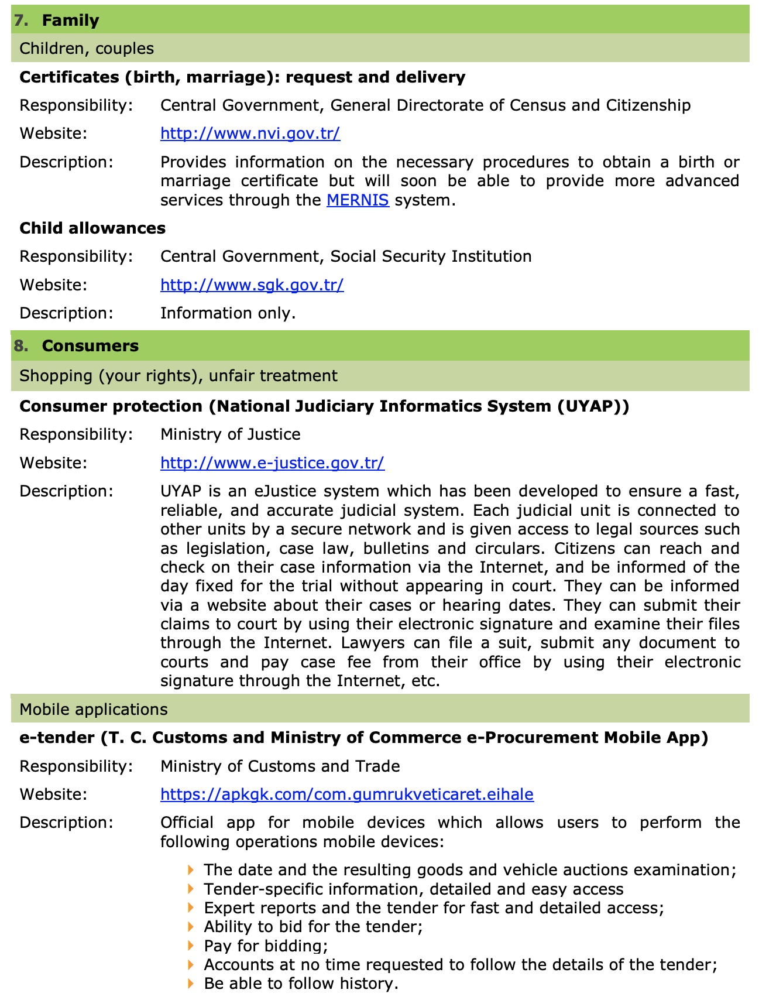 7. Family
Children, couples
Certificates (birth, marriage): request and delivery
Responsibility: Central Government, General Directorate of Census and Citizenship
Website: http://www.nvi.gov.tr/
Description: Provides information on the necessary procedures to obtain a birth or
marriage certificate but will soon be able to provide more advanced
services through the MERNIS system.
Child allowances
Responsibility: Central Government, Social Security Institution
Website: http://www.sgk.gov.tr/
Description: Information only.
8. Consumers
Shopping (your rights), unfair treatment
Consumer protection (National Judiciary Informatics System (UYAP))
Responsibility: Ministry of Justice
Website: http://www.e-justice.gov.tr/
Description: UYAP is an eJustice system which has been developed to ensure a fast,
reliable, and accurate judicial system. Each judicial unit is connected to
other units by a secure network and is given access to legal sources such
as legislation, case law, bulletins and circulars. Citizens can reach and
check on their case information via the Internet, and be informed of the
day fixed for the trial without appearing in court. They can be informed
via a website about their cases or hearing dates. They can submit their
claims to court by using their electronic signature and examine their files
through the Internet. Lawyers can file a suit, submit any document to
courts and pay case fee from their office by using their electronic
signature through the Internet, etc.
Mobile applications
e-tender (T. C. Customs and Ministry of Commerce e-Procurement Mobile App)
Responsibility: Ministry of Customs and Trade
Website: https://apkgk.com/com.gumrukveticaret.eihale
Description: Official app for mobile devices which allows users to perform the
following operations mobile devices:
The date and the resulting goods and vehicle auctions examination;
Tender-specific information, detailed and easy access
Expert reports and the tender for fast and detailed access;
Ability to bid for the tender;
Pay for bidding;
Accounts at no time requested to follow the details of the tender;
Be able to follow history.